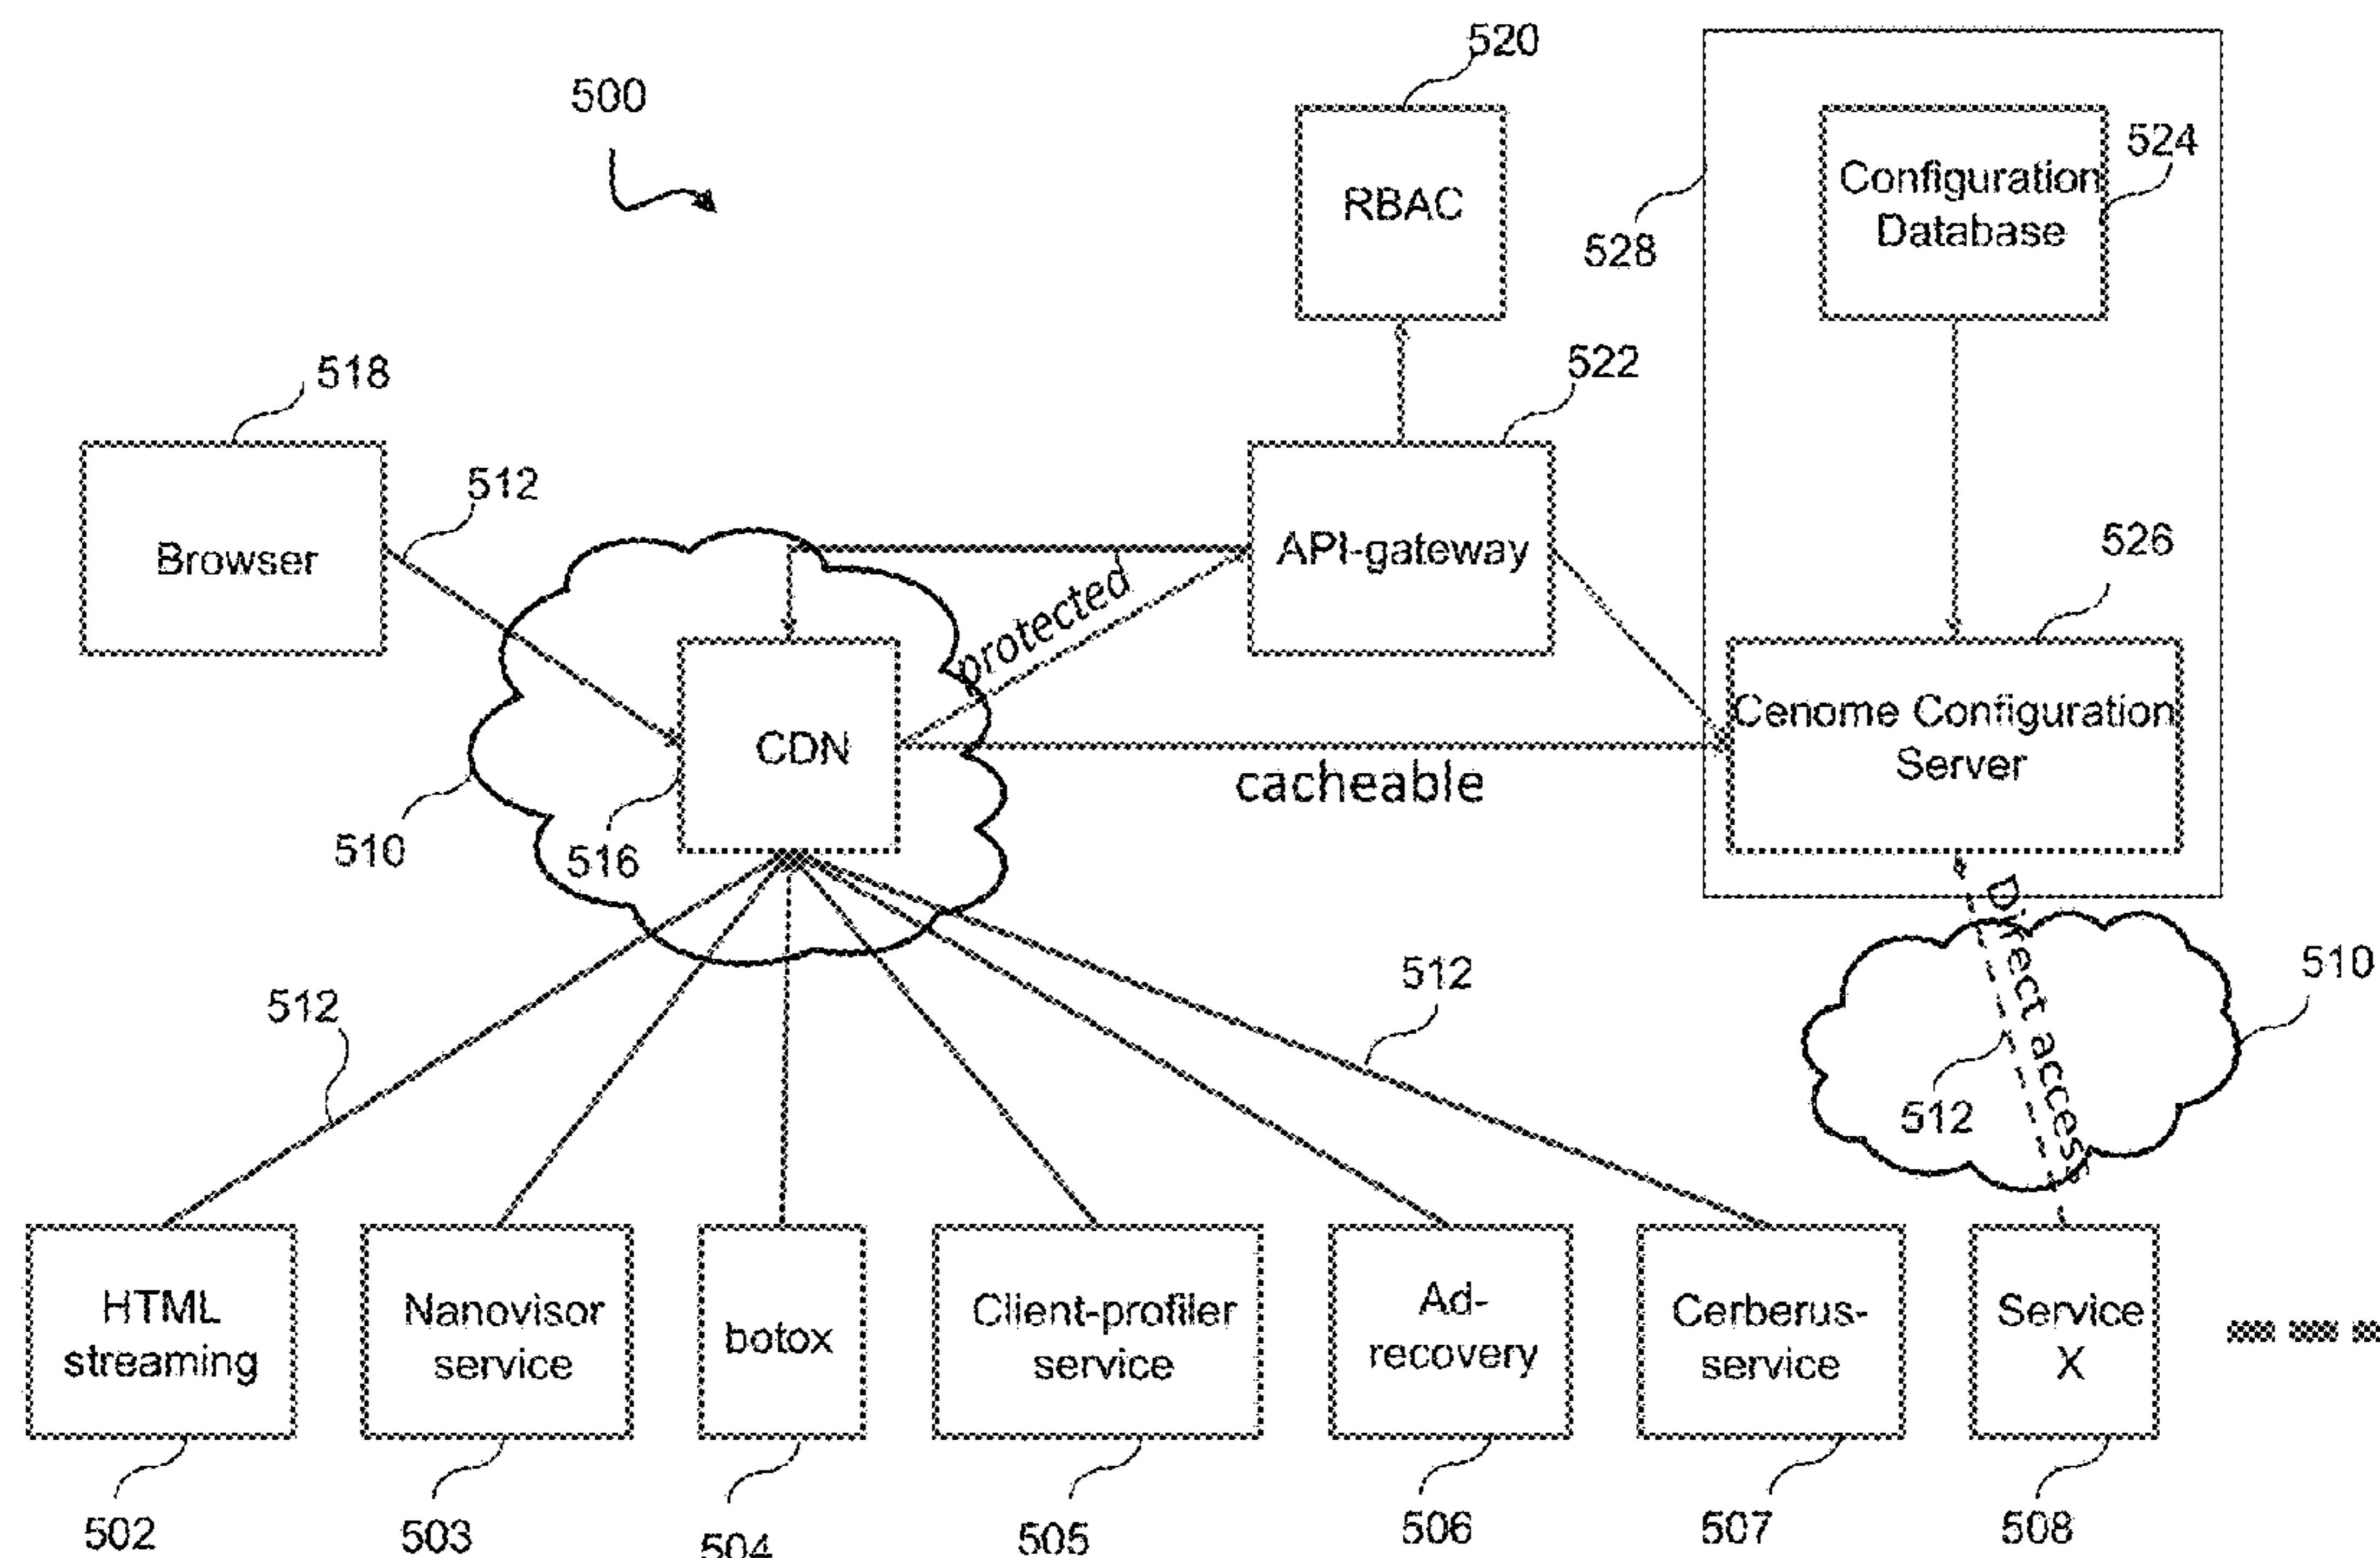 520
500
524
Configuration
Database
RBAC
528
522
518
512
526
Browser
API-gateway
protected
Cenome Configuration
Server
CDN
cacheable
510
516
Direct access
512
512
510
512
HTML
streaming
Nanovisor
service
botox
Client-profiler
service
Ad-
recovery
Cerberus-
service
Service
X
502
503
504
505
506
507
508